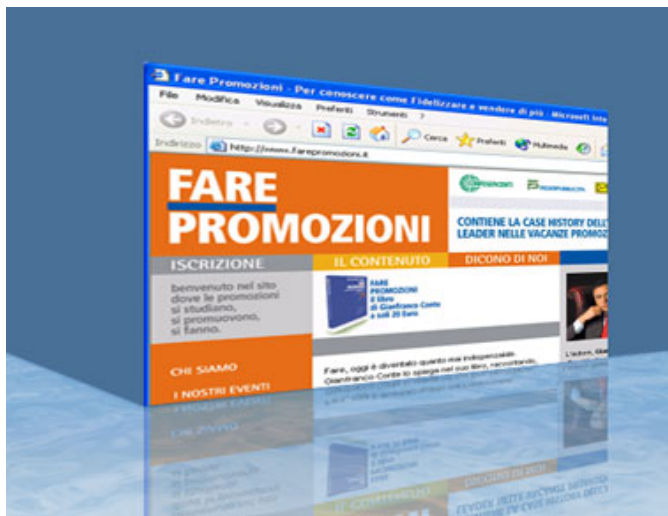 Fare Promozioni - Per conoscere come Fidelizzare e vendere di più - Microsoft Inte
File Modifica Visualizza Preferiti Strumenti ?
Indietro
Cerca Preferiti Multimedia
Indirizzo http://www.farepromozioni.it
FARE
PROMOZIONI
CONTIENE LA CASE HISTORY DELL'
LEADER NELLE VACANZE PROMOZ
ISCRIZIONE
IL CONTENUTO
DICONO DI NOI
benvenuto nel sito
dove le promozioni
si studiano,
si promuovono,
si fanno.
FARE
PROMOZIONI
il libro
di Gianfranco Conte
a soli 20 Euro
CHI SIAMO
I NOSTRI EVENTI
Fare, oggi è diventato quanto mai indispensabile.
Gianfranco Conte lo spiega nel suo libro, raccontando,
L'autore,